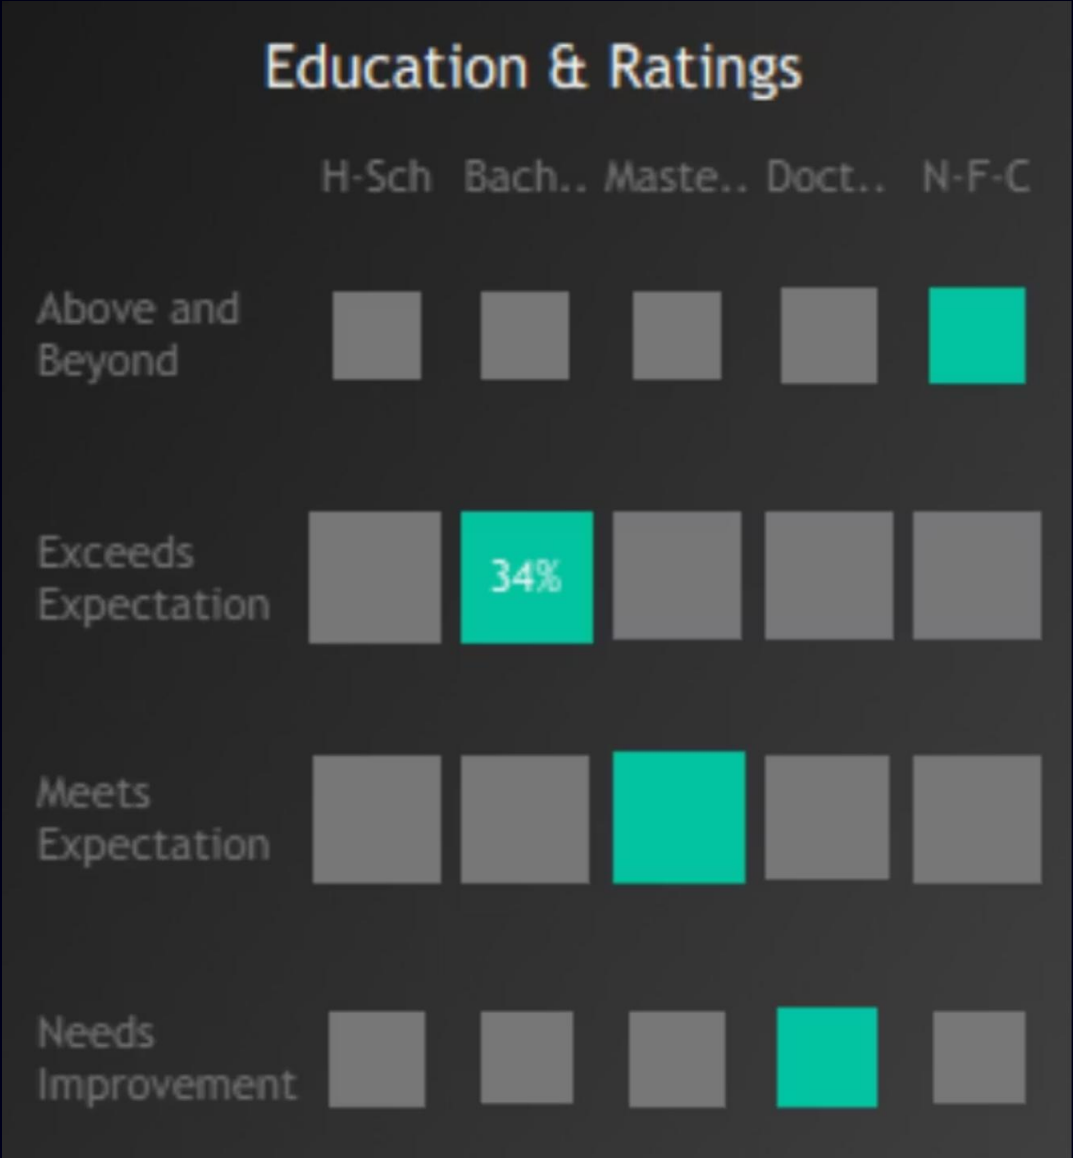 Education & Ratings
H-Sch Bach.. Maste.. Doct.. N-F-C
Above and
Beyond
Exceeds
Expectation
34%
Meets
Expectation
Needs
Improvement